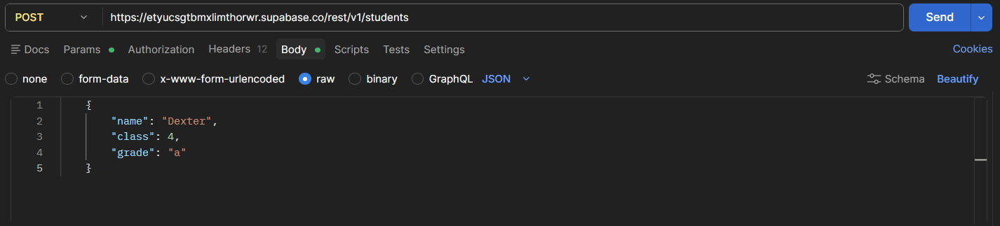 POST https://etyucsgtbmxlimthorwr.supabase.co/rest/v1/students Send
Docs Params Authorization Headers 12 Body Scripts Tests Settings Cookies
none form-data x-www-form-urlencoded raw binary GraphQL JSON Schema Beautify
1 {
2 "name": "Dexter",
3 "class": 4,
4 "grade": "a"
5 }